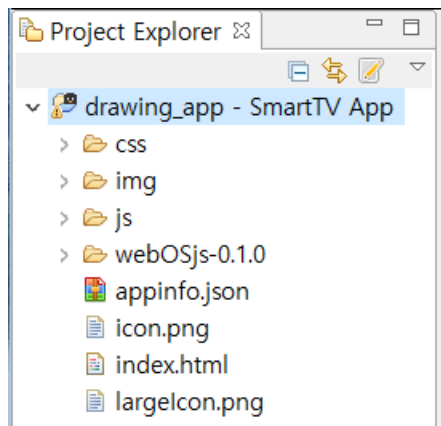 Project Explorer
drawing_app - SmartTV App
css
img
js
webOSjs-0.1.0
appinfo.json
icon.png
index.html
largeIcon.png